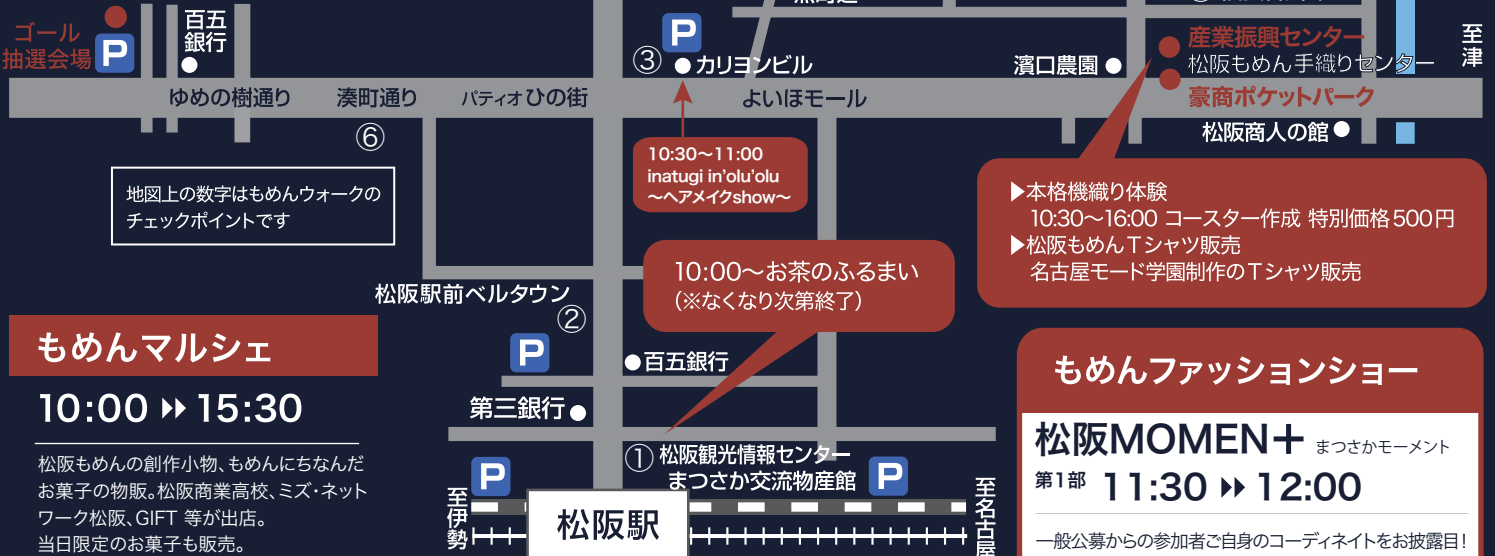 ゴール
抽選会場
P
百五
銀行
P
③
カリヨンビル
濱口農園
産業振興センター
松阪もめん手織りセンター
豪商ポケットパーク
至津
ゆめの樹通り
湊町通り
パティオひの街
よいほモール
松阪商人の館
⑥
10:30〜11:00
inatugi in'olu'olu
〜ヘアメイクshow〜
地図上の数字はもめんウォークの
チェックポイントです
▶本格機織り体験
10:30〜16:00 コースター作成 特別価格500円
▶松阪もめんTシャツ販売
名古屋モード学園制作のTシャツ販売
10:00〜お茶のふるまい
(※なくなり次第終了)
松阪駅前ベルタウン
②
P
百五銀行
第三銀行
① 松阪観光情報センター
まつさか交流物産館
P
P
至伊勢
松阪駅
至名古屋
もめんマルシェ
10:00 ▶▶ 15:30
松阪もめんの創作小物、もめんにちなんだ
お菓子の物販。松阪商業高校、ミズ・ネット
ワーク松阪、GIFT 等が出店。
当日限定のお菓子も販売。
もめんファッションショー
松阪MOMEN＋ まつさかモーメント
第1部 11:30 ▶▶ 12:00
一般公募からの参加者ご自身のコーディネイトをお披露目!